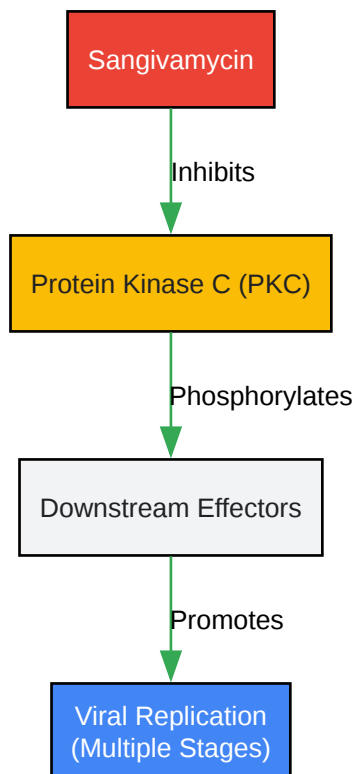 Sangivamycin
Inhibits
Protein Kinase C (PKC)
Phosphorylates
Downstream Effectors
Promotes
Viral Replication
(Multiple Stages)